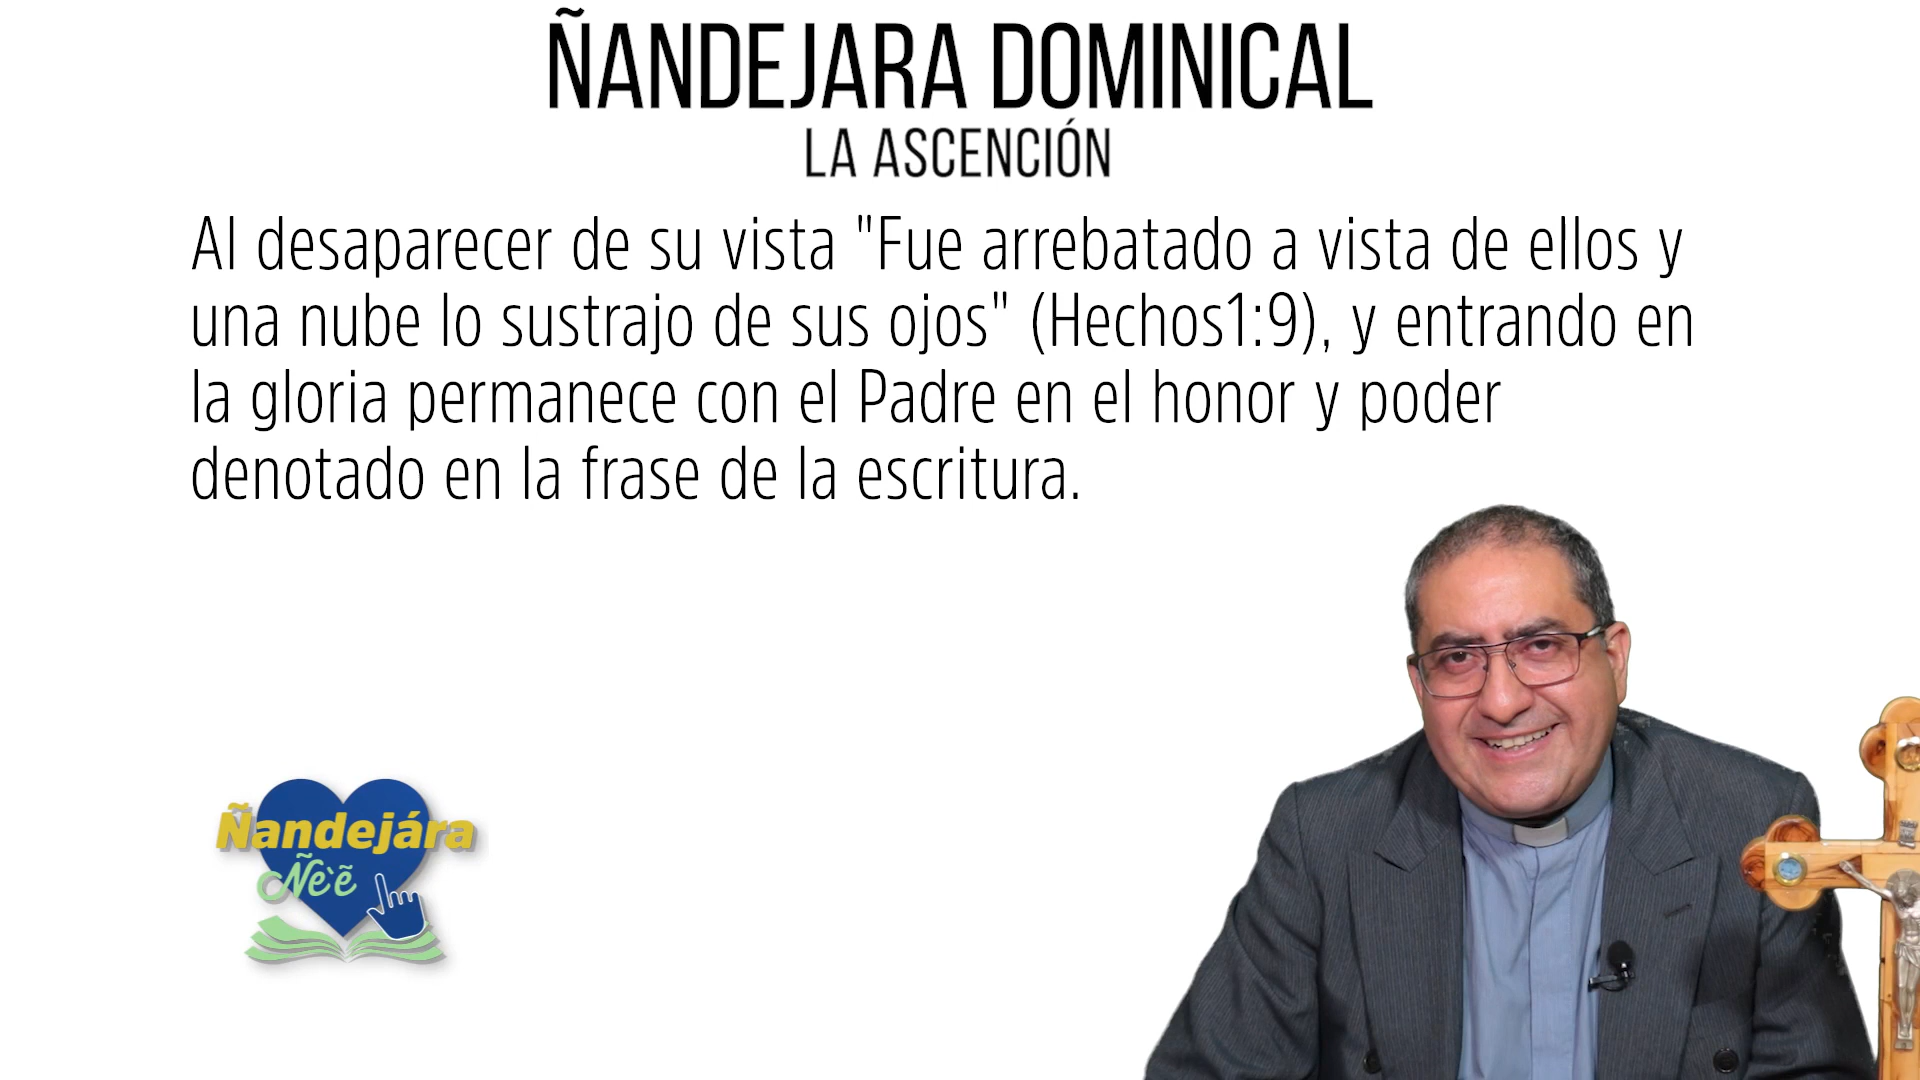 ÑANDEJARA DOMINICAL
LA ASCENCIÓN
Al desaparecer de su vista "Fue arrebatado a vista de ellos y
una nube lo sustrajo de sus ojos" (Hechos1:9), y entrando en
la gloria permanece con el Padre en el honor y poder
denotado en la frase de la escritura.
Ñandejára
Ñe'ẽ